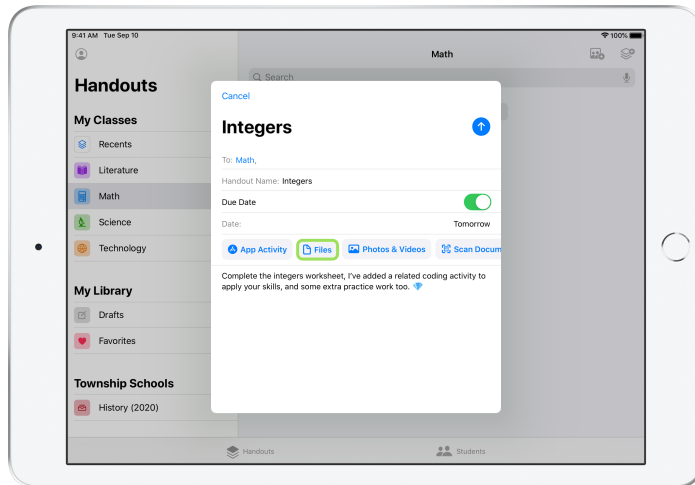 9:41 AM Tue Sep 10
100%
Math
Handouts
Search
My Classes
Recents
Literature
Math
Science
Technology
My Library
Drafts
Favorites
Township Schools
History (2020)
Cancel
Integers
To: Math,
Handout Name: Integers
Due Date
Date: Tomorrow
App Activity Files Photos & Videos Scan Docum
Complete the integers worksheet, I've added a related coding activity to
apply your skills, and some extra practice work too.
Handouts Students